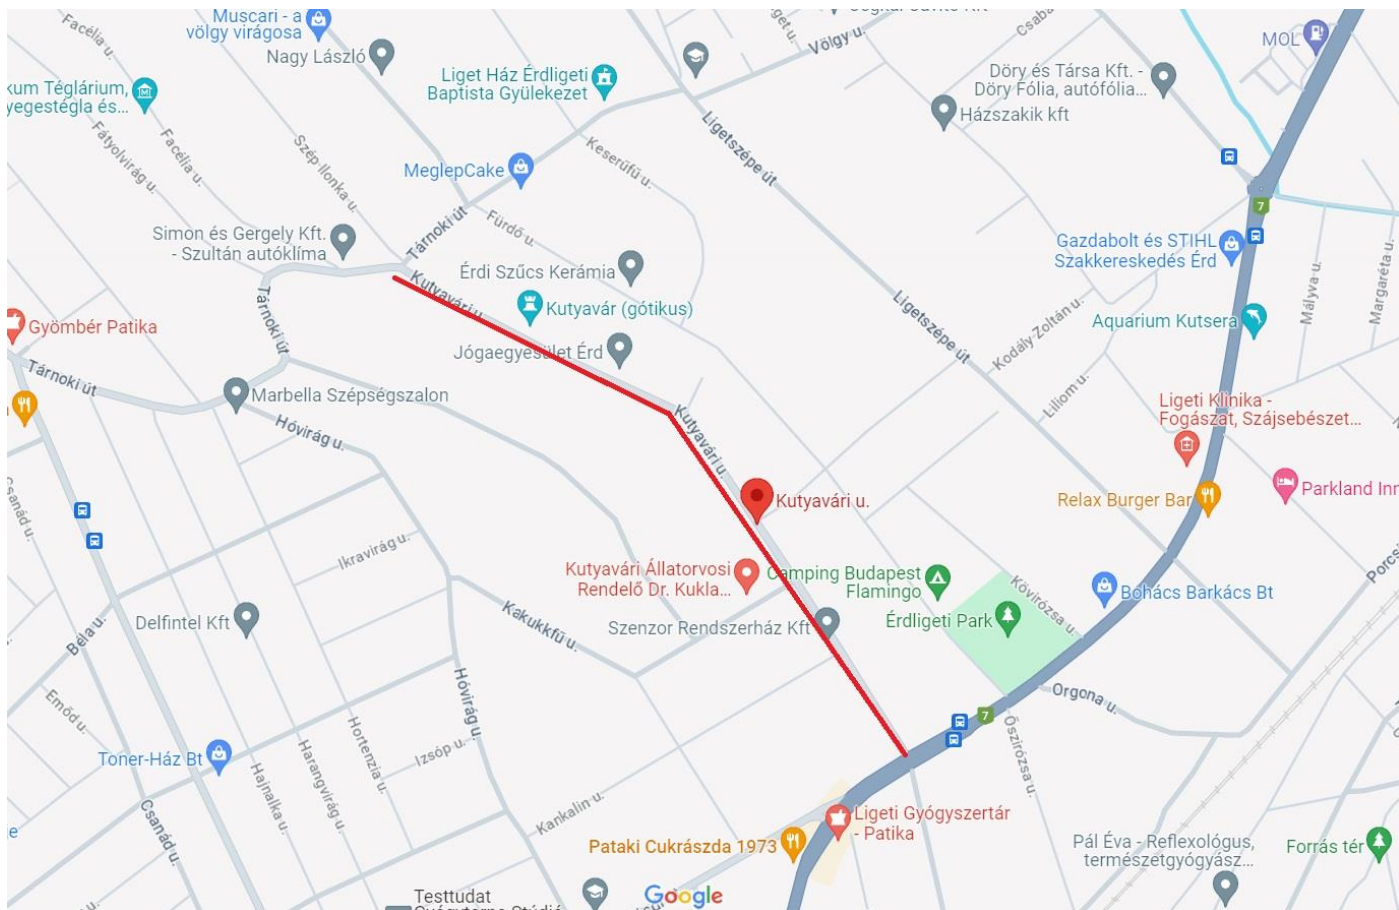 Facélia u.
Muscari - a
völgy virágosa
Nagy László
Völgy u.
MOL
Liget Ház Érdligeti
Baptista Gyülekezet
Döry és Társa Kft. -
Döry Fólia, autófólia...
Házszakik kft
kum Téglárium,
yegestégla és...
Fátyolvirág u.
Facélia u.
Szép Ilonka u.
MeglepCake
Keserűfű u.
Ligetszépe út
7
Fürdő u.
Tárnoki út
Simon és Gergely Kft.
- Szultán autóklíma
Érdi Szűcs Kerámia
Kutyavári u.
Kutyavár (gótikus)
Gazdabolt és STIHL
Szakkereskedés Érd
Mályva u.
Margaréta u.
Gyömbér Patika
Tárnoki út
Ligetszépe út
Kodály-Zoltán u.
Aquarium Kutsera
Jógaegyesület Érd
Tárnoki út
Marbella Szépségszalon
Hóvirág u.
Kutyavári u.
Liliom u.
Ligeti Klinika -
Fogászat, Szájsebészet...
Csanád u.
Kutyavári u.
Relax Burger Bar
Parkland Inn
Ikravirág u.
Kutyavári Állatorvosi
Rendelő Dr. Kukla...
Camping Budapest
Flamingo
Kövirózsa u.
Bohács Barkács Bt
Porcs
Delfintel Kft
Kakukkfű u.
Szenzor Rendszerház Kft
Érdligeti Park
Béla u.
Hóvirág u.
Orgona u.
7
Emőd u.
Hortenzia u.
Izsóp u.
Őszirózsa u.
Toner-Ház Bt
Harangvirág u.
Hajnalka u.
Csanád u.
Kankalin u.
Ligeti Gyógyszertár
- Patika
Pataki Cukrászda 1973
Pál Éva - Reflexológus,
természetgyógyász...
Forrás tér
Testtudat
Google